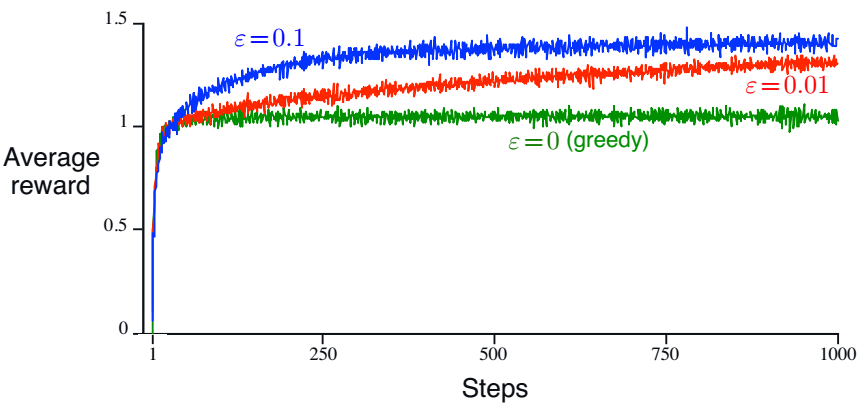 1.5
ε=0.1
ε=0.01
1
ε=0 (greedy)
Average
reward
0.5
0
1
250
500
750
1000
Steps